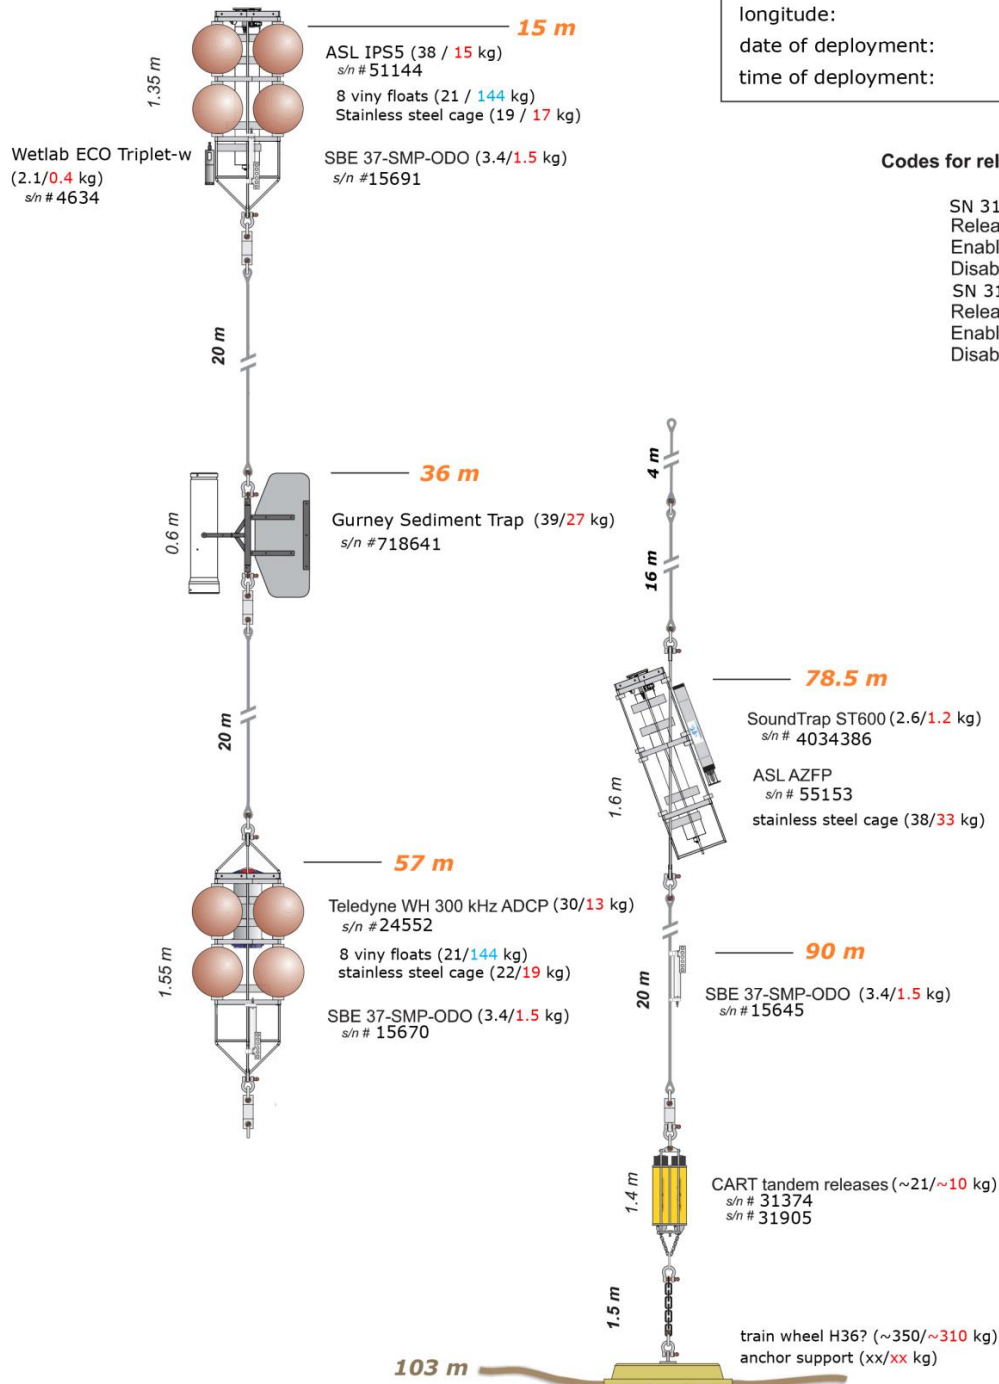 longitude:
date of deployment:
time of deployment:
Codes for rel
SN 31
Relea
Enabl
Disab
SN 31
Relea
Enabl
Disab
15 m
1.35 m
ASL IPS5 (38 / 15 kg)
s/n # 51144
8 viny floats (21 / 144 kg)
Stainless steel cage (19 / 17 kg)
Wetlab ECO Triplet-w
(2.1/0.4 kg)
s/n # 4634
SBE 37-SMP-ODO (3.4/1.5 kg)
s/n #15691
20 m
36 m
0.6 m
Gurney Sediment Trap (39/27 kg)
s/n #718641
20 m
57 m
1.55 m
Teledyne WH 300 kHz ADCP (30/13 kg)
s/n #24552
8 viny floats (21/144 kg)
stainless steel cage (22/19 kg)
SBE 37-SMP-ODO (3.4/1.5 kg)
s/n # 15670
4 m
16 m
78.5 m
1.6 m
SoundTrap ST600 (2.6/1.2 kg)
s/n # 4034386
ASL AZFP
s/n # 55153
stainless steel cage (38/33 kg)
90 m
20 m
SBE 37-SMP-ODO (3.4/1.5 kg)
s/n # 15645
1.4 m
CART tandem releases (~21/~10 kg)
s/n # 31374
s/n # 31905
1.5 m
train wheel H36? (~350/~310 kg)
anchor support (xx/xx kg)
103 m